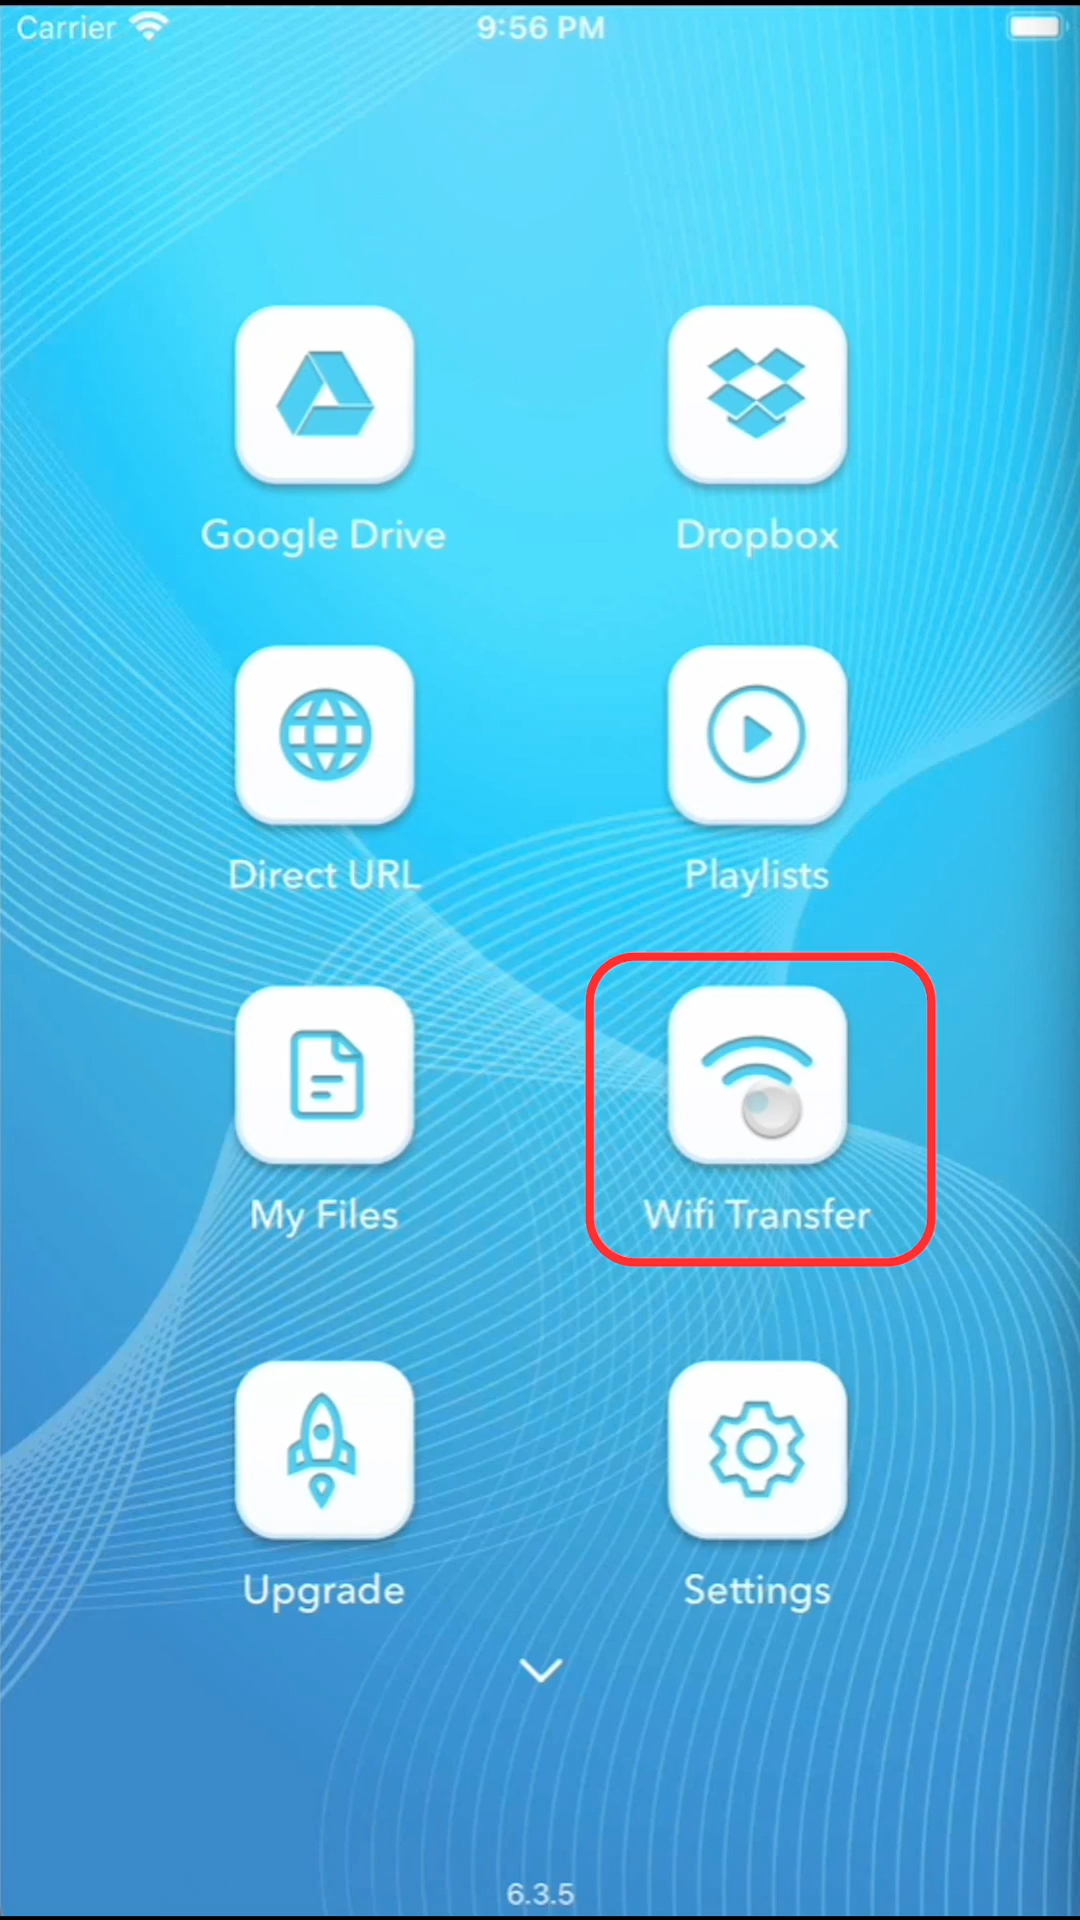 Carrier
9:56 PM
Google Drive
Dropbox
Direct URL
Playlists
My Files
Wifi Transfer
Upgrade
Settings
6.3.5